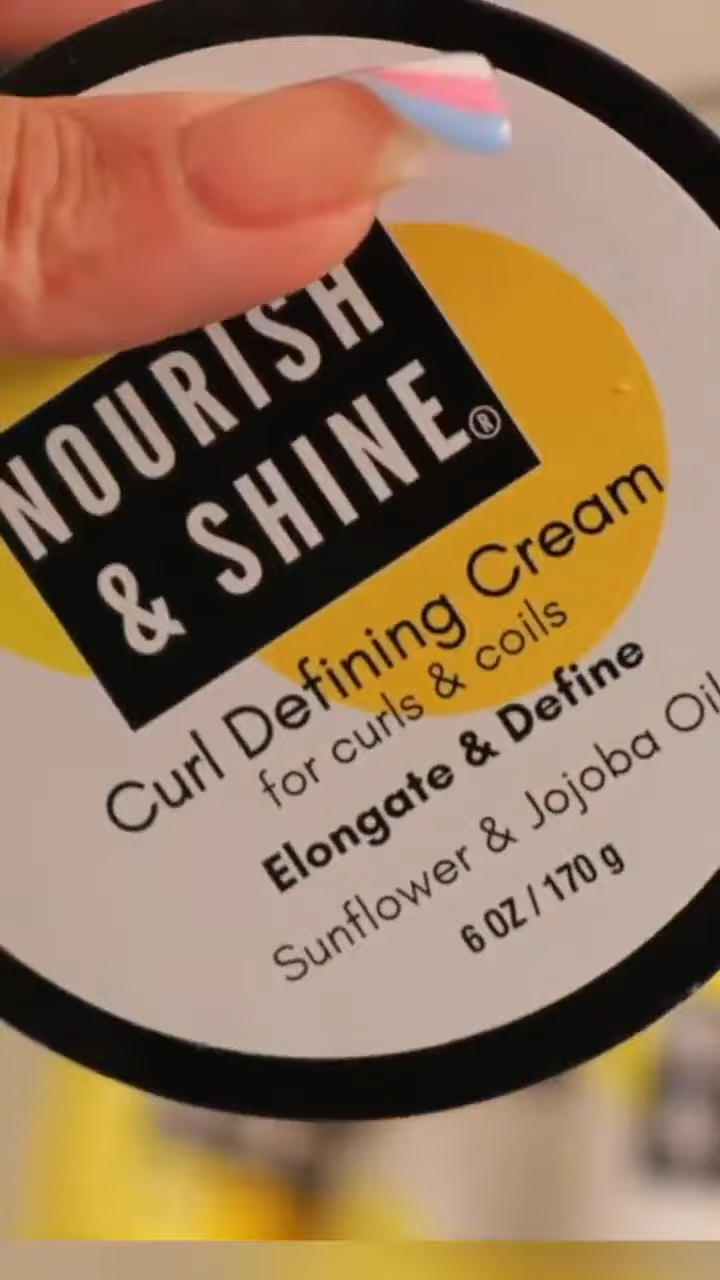 NOURISH
& SHINE®
Curl Defining Cream
for curls & coils
Elongate & Define
Sunflower & Jojoba Oil
6 OZ / 170 g